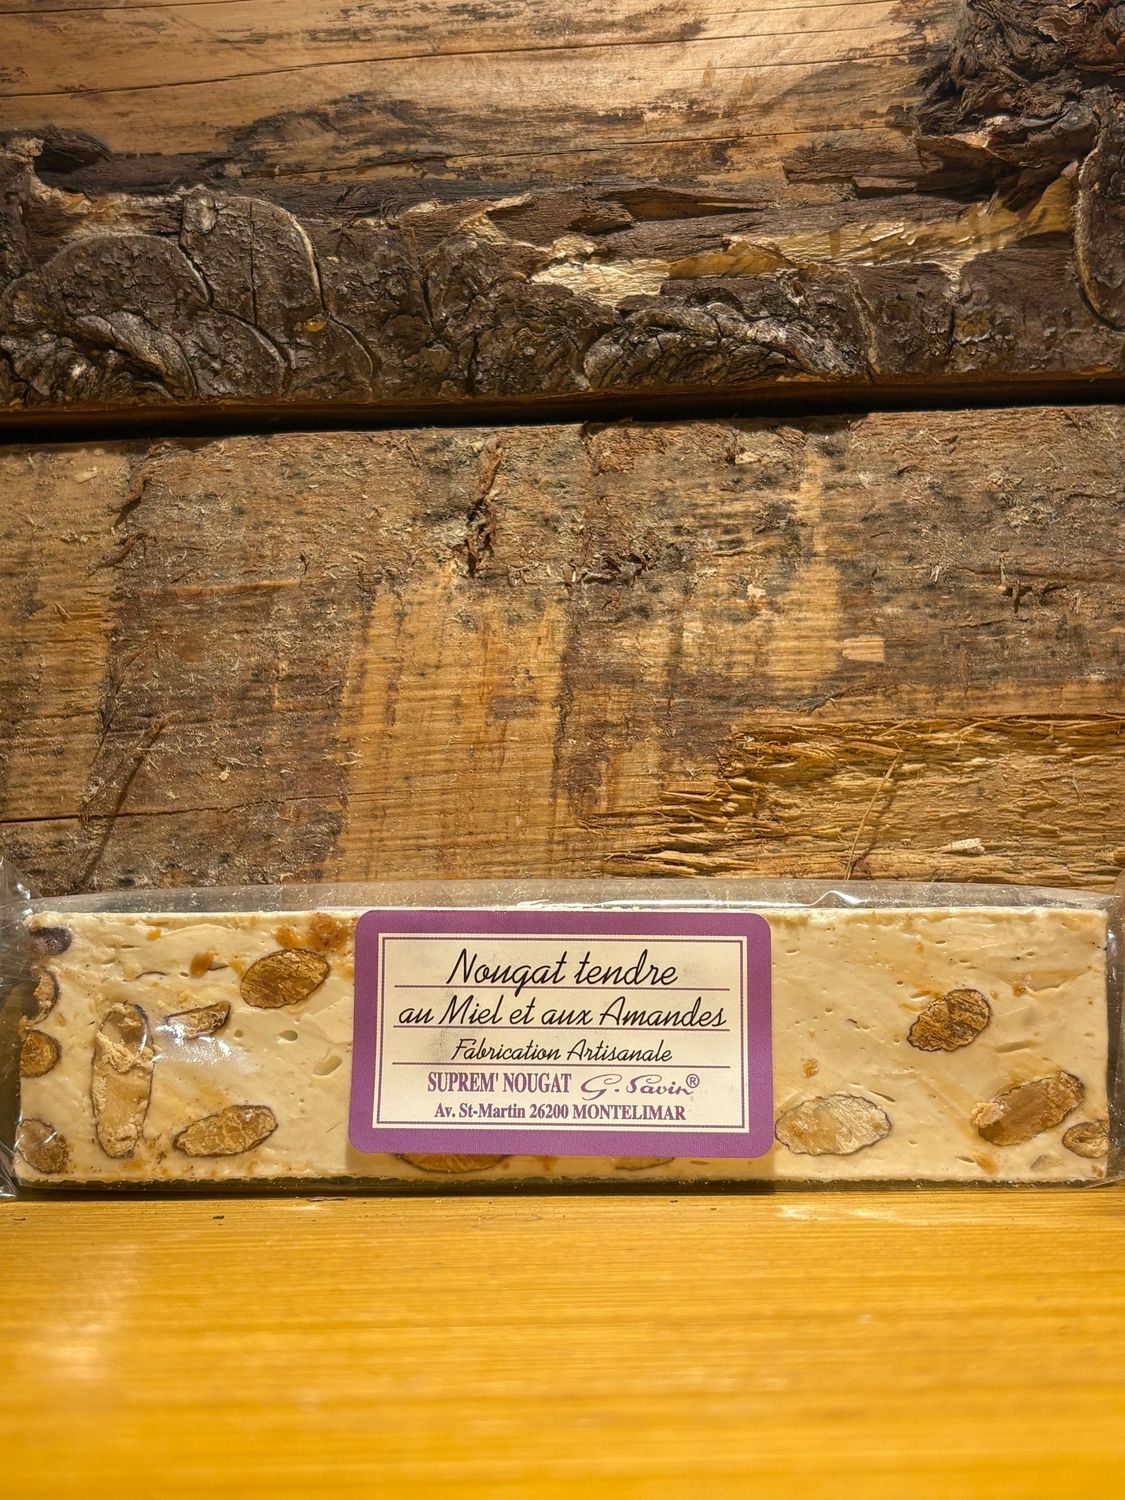 Nougat tendre
au Miel et aux Amandes
Fabrication Artisanale
SUPREM' NOUGAT G. Savin®
Av. St-Martin 26200 MONTELIMAR